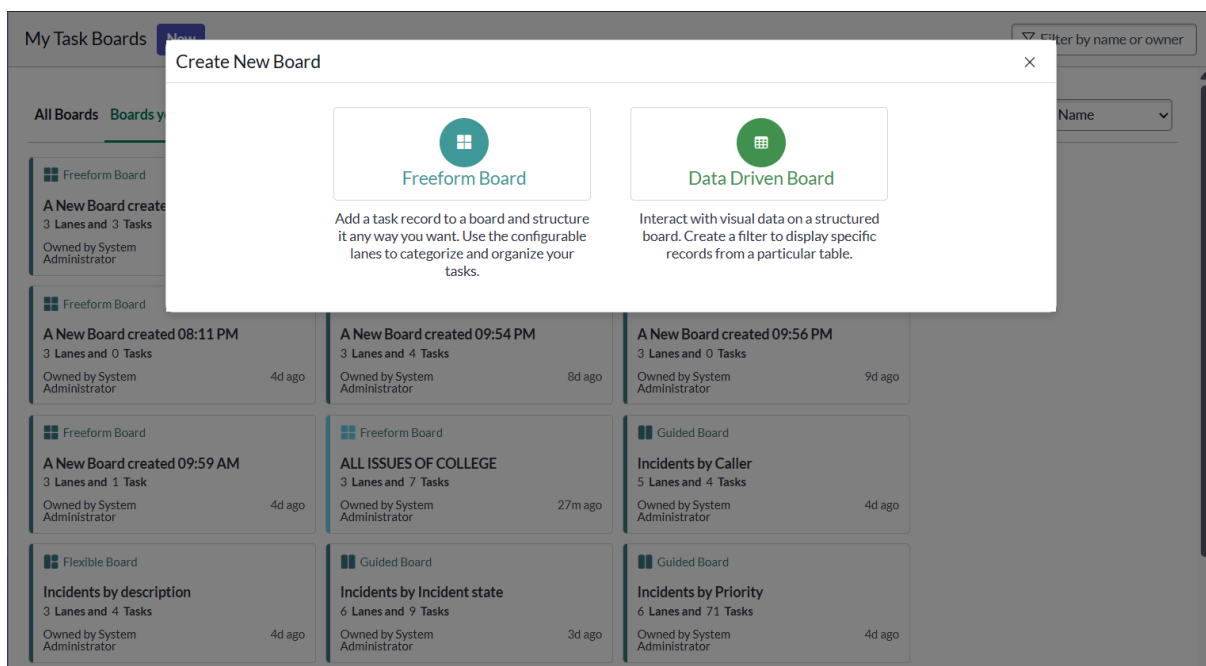 My Task Boards New
Filter by name or owner
Create New Board
×
All Boards Boards y
Name
Freeform Board
Data Driven Board
Add a task record to a board and structure
it any way you want. Use the configurable
lanes to categorize and organize your
tasks.
Interact with visual data on a structured
board. Create a filter to display specific
records from a particular table.
Freeform Board
A New Board create
3 Lanes and 3 Tasks
Owned by System
Administrator
Freeform Board
A New Board created 08:11 PM
3 Lanes and 0 Tasks
Owned by System
Administrator
4d ago
A New Board created 09:54 PM
3 Lanes and 4 Tasks
Owned by System
Administrator
8d ago
A New Board created 09:56 PM
3 Lanes and 0 Tasks
Owned by System
Administrator
9d ago
Freeform Board
A New Board created 09:59 AM
3 Lanes and 1 Task
Owned by System
Administrator
4d ago
Freeform Board
ALL ISSUES OF COLLEGE
3 Lanes and 7 Tasks
Owned by System
Administrator
27m ago
Guided Board
Incidents by Caller
5 Lanes and 4 Tasks
Owned by System
Administrator
4d ago
Flexible Board
Incidents by description
3 Lanes and 4 Tasks
Owned by System
Administrator
4d ago
Guided Board
Incidents by Incident state
6 Lanes and 9 Tasks
Owned by System
Administrator
3d ago
Guided Board
Incidents by Priority
6 Lanes and 71 Tasks
Owned by System
Administrator
4d ago